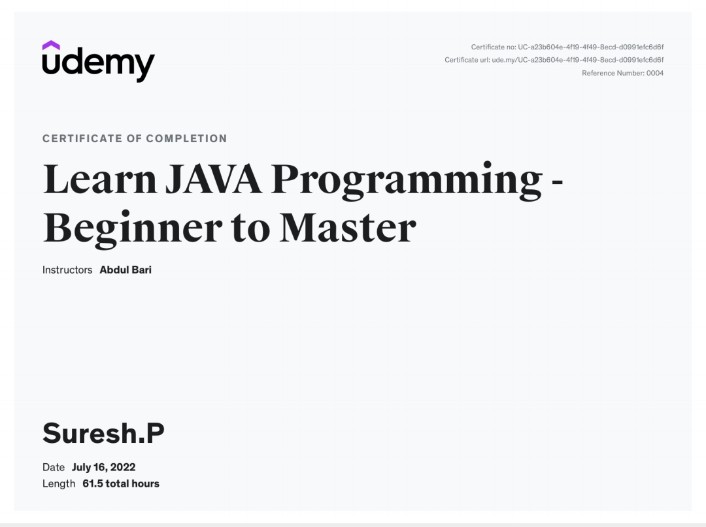 udemy
Certificate no: UC-a23b604e-4f19-4f49-8ecd-d0991efc6d6f
Certificate url: ude.my/UC-a23b604e-4f19-4f49-8ecd-d0991efc6d6f
Reference Number: 0004
CERTIFICATE OF COMPLETION
Learn JAVA Programming -
Beginner to Master
Instructors Abdul Bari
Suresh.P
Date July 16, 2022
Length 61.5 total hours